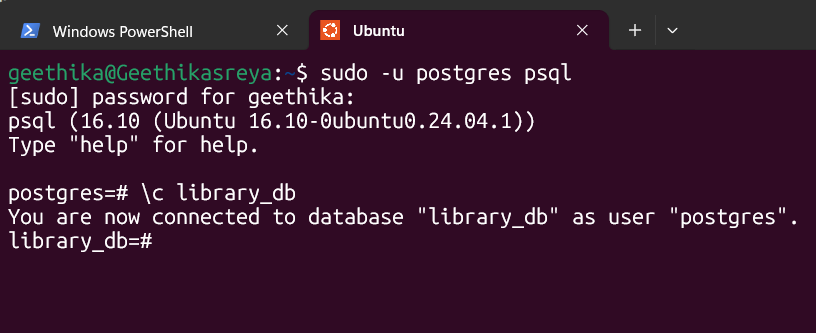 Windows PowerShell
Ubuntu
geethika@Geethikasreya:~$ sudo -u postgres psql
[sudo] password for geethika:
psql (16.10 (Ubuntu 16.10-0ubuntu0.24.04.1))
Type "help" for help.
postgres=# \c library_db
You are now connected to database "library_db" as user "postgres".
library_db=#